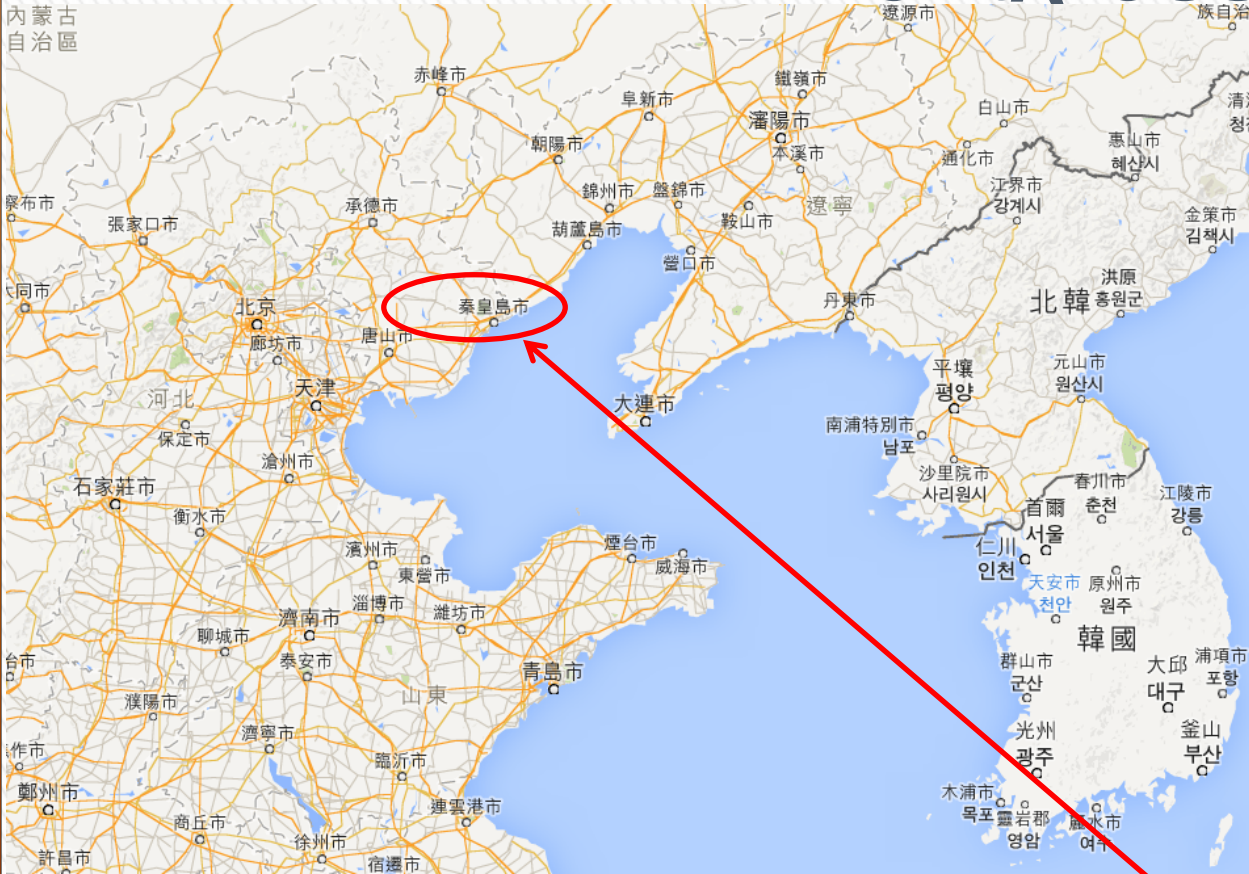 內蒙古
自治區
遼源市
族自治
赤峰市
鐵嶺市
阜新市
白山市
瀋陽市
朝陽市
本溪市
通化市
惠山市
혜산시
錦州市
盤錦市
江界市
강계시
察布市
承德市
遼寧
張家口市
葫蘆島市
鞍山市
金策市
김책시
營口市
洪原
홍원군
大同市
北京
秦皇島市
丹東市
北韓
唐山市
廊坊市
元山市
원산시
平壤
평양
天津
河北
大連市
南浦特別市
남포
保定市
滄州市
沙里院市
사리원시
春川市
춘천
石家莊市
江陵市
강릉
首爾
서울
衡水市
仁川
인천
濱州市
煙台市
威海市
東營市
天安市
천안
原州市
원주
淄博市
濰坊市
濟南市
聊城市
韓國
泰安市
青島市
群山市
군산
大邱
대구
浦項市
포항
山東
濮陽市
濟寧市
光州
광주
釜山
부산
臨沂市
鄭州市
連雲港市
木浦市
목포
靈岩郡
영암
麗水市
여수
商丘市
徐州市
許昌市
宿遷市